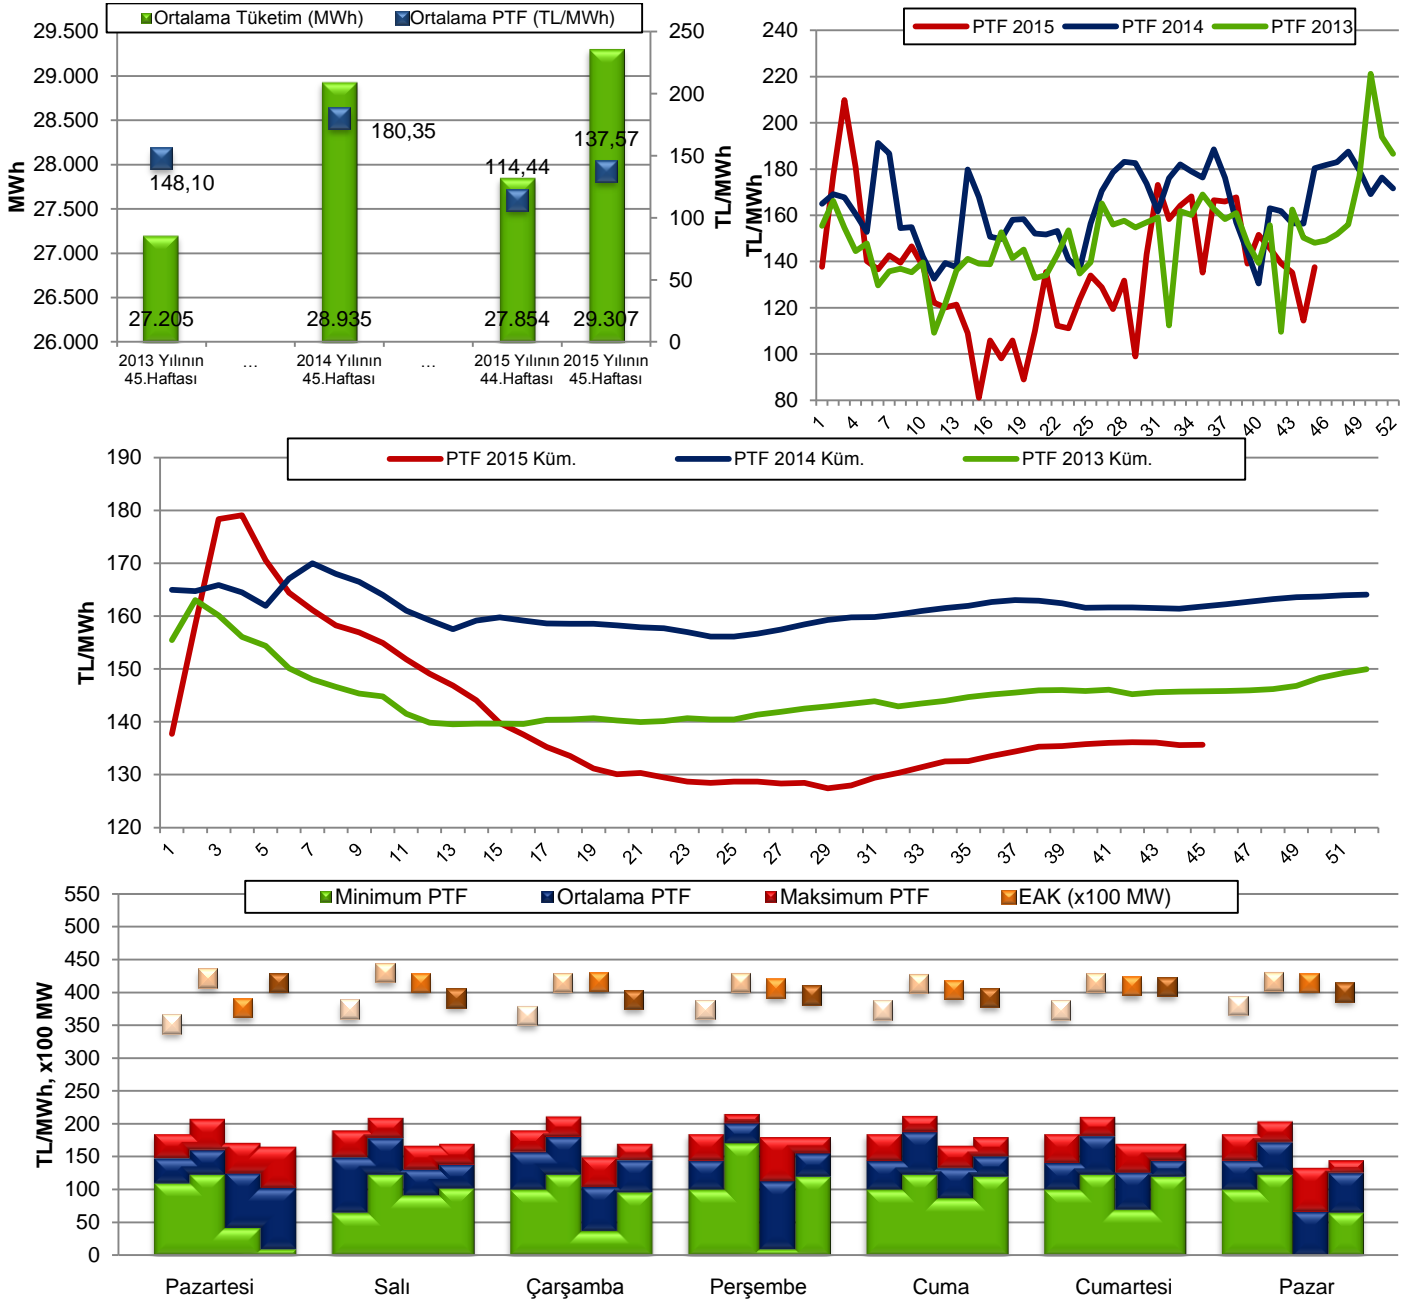 Ortalama Tüketim (MWh) Ortalama PTF (TL/MWh)
29.500
29.000
28.500
28.000
27.500
27.000
26.500
26.000
MWh
250
200
150
100
50
0
TL/MWh
148,10
180,35
114,44
137,57
27.205
28.935
27.854
29.307
2013 Yılının
45.Haftası
...
2014 Yılının
45.Haftası
...
2015 Yılının
44.Haftası
2015 Yılının
45.Haftası
PTF 2015 PTF 2014 PTF 2013
240
220
200
180
160
140
120
100
80
TL/MWh
1 4 7 10 13 16 19 22 25 28 31 34 37 40 43 46 49 52
PTF 2015 Küm. PTF 2014 Küm. PTF 2013 Küm.
190
180
170
160
150
140
130
120
TL/MWh
1 3 5 7 9 11 13 15 17 19 21 23 25 27 29 31 33 35 37 39 41 43 45 47 49 51
Minimum PTF Ortalama PTF Maksimum PTF EAK (x100 MW)
550
500
450
400
350
300
250
200
150
100
50
0
TL/MWh, x100 MW
Pazartesi Salı Çarşamba Perşembe Cuma Cumartesi Pazar